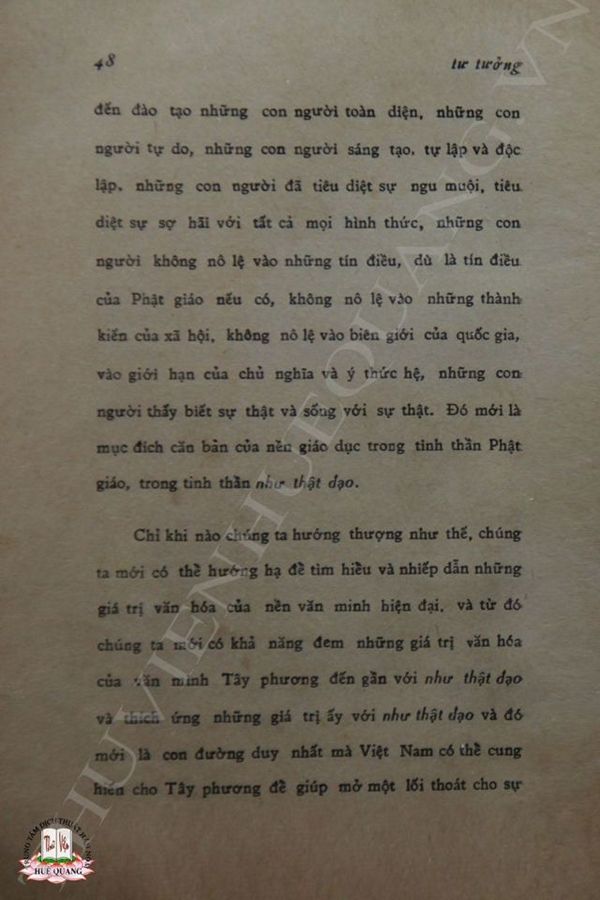 48 tư tưởng
đến đào tạo những con người toàn diện, những con
người tự do, những con người sáng tạo, tự lập và độc
lập, những con người đã tiêu diệt sự ngu muội, tiêu
diệt sự sợ hãi với tất cả mọi hình thức, những con
người không nô lệ vào những tín điều, dù là tín điều
của Phật giáo nếu có, không nô lệ vào những thành
kiến của xã hội, không nô lệ vào biên giới của quốc gia,
vào giới hạn của chủ nghĩa và ý thức hệ, những con
người thấy biết sự thật và sống với sự thật. Đó mới là
mục đích căn bản của nền giáo dục trong tinh thần Phật
giáo, trong tinh thần như thật đạo.
Chỉ khi nào chúng ta hướng thượng như thế, chúng
ta mới có thể hướng hạ để tìm hiểu và nhiếp dẫn những
giá trị văn hóa của nền văn minh hiện đại, và từ đó
chúng ta mới có khả năng đem những giá trị văn hóa
của văn minh Tây phương đến gần với như thật đạo
và thích ứng những giá trị ấy với như thật đạo và đó
mới là con đường duy nhất mà Việt Nam có thể cung
hiến cho Tây phương để giúp mở một lối thoát cho sự
THUVIENHUEQUANG.VN
TRUNG TÂM DỊCH THUẬT HÁN NÔM
Thư Viện
HUỆ QUANG